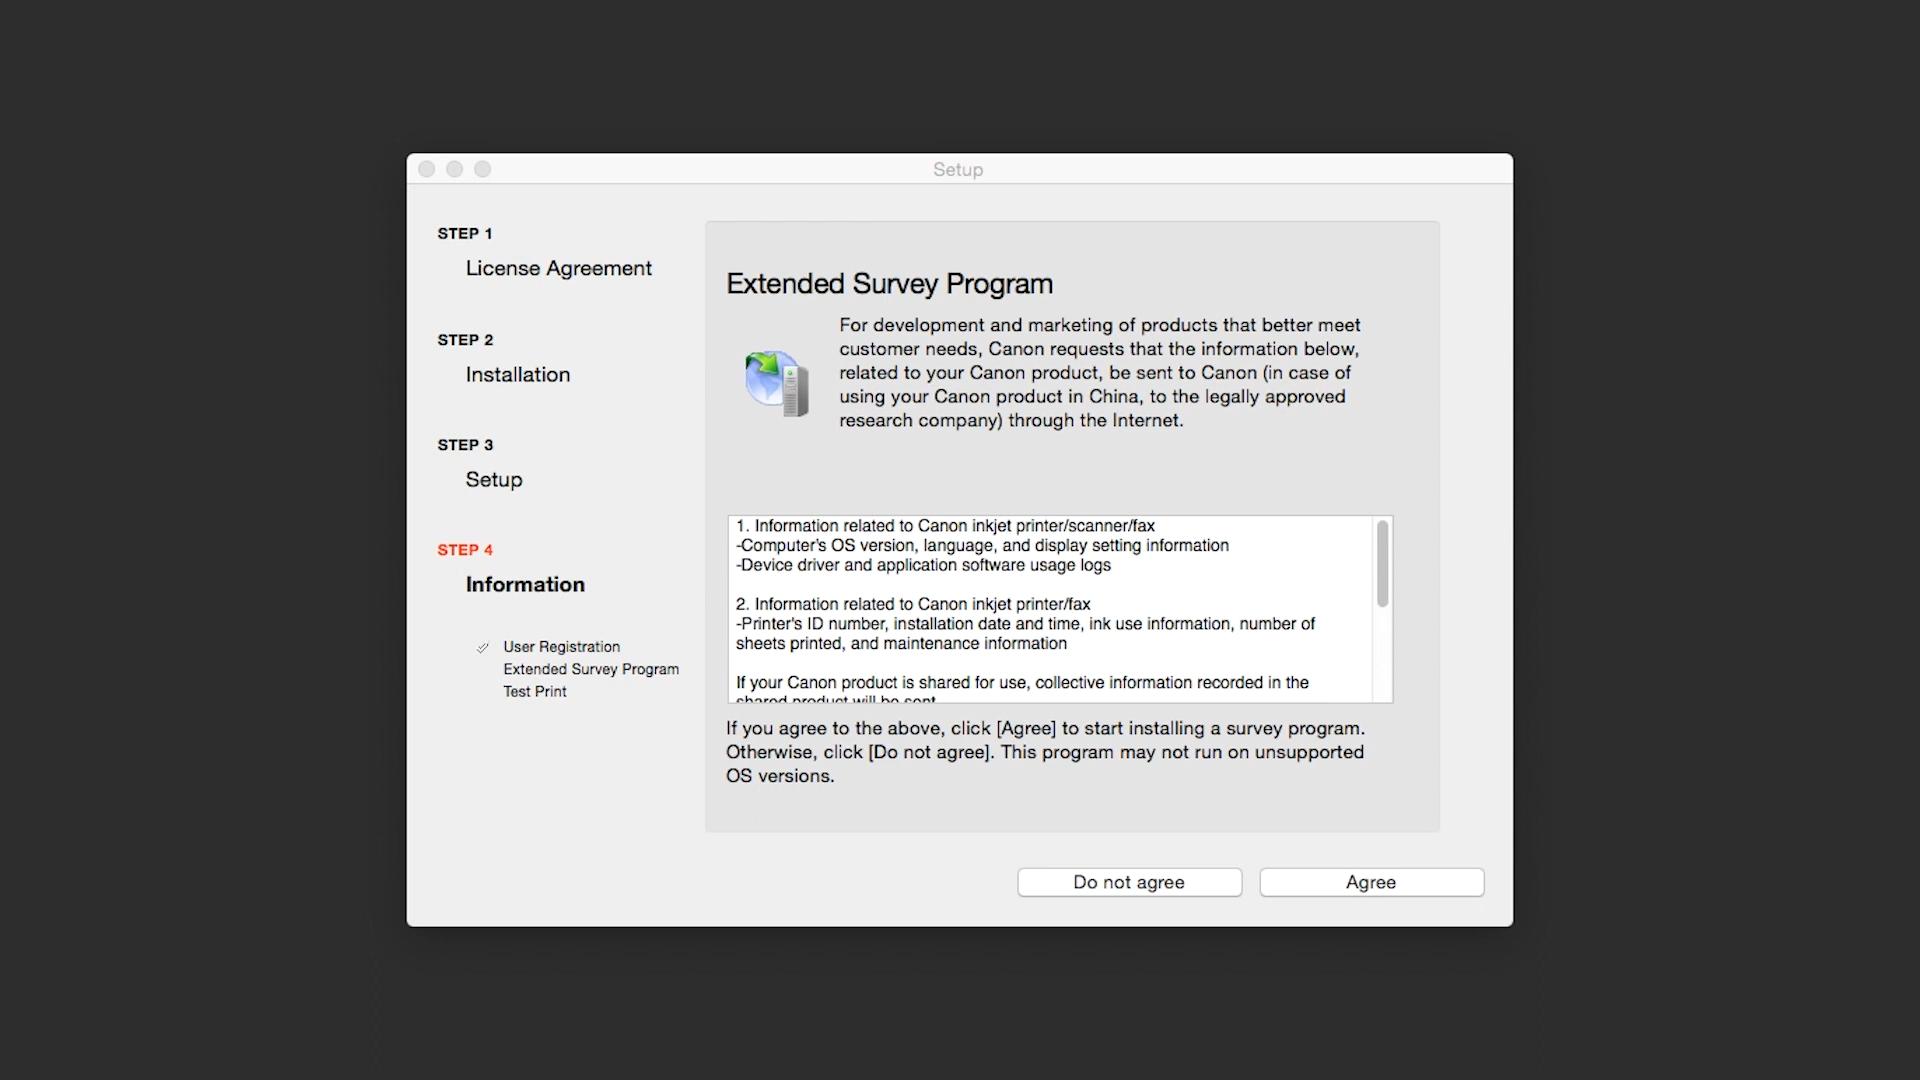 Setup
STEP 1
License Agreement
STEP 2
Installation
STEP 3
Setup
STEP 4
Information
User Registration
Extended Survey Program
Test Print
Extended Survey Program
For development and marketing of products that better meet
customer needs, Canon requests that the information below,
related to your Canon product, be sent to Canon (in case of
using your Canon product in China, to the legally approved
research company) through the Internet.
1. Information related to Canon inkjet printer/scanner/fax
-Computer's OS version, language, and display setting information
-Device driver and application software usage logs
2. Information related to Canon inkjet printer/fax
-Printer's ID number, installation date and time, ink use information, number of
sheets printed, and maintenance information
If your Canon product is shared for use, collective information recorded in the
shared product will be sent
If you agree to the above, click [Agree] to start installing a survey program.
Otherwise, click [Do not agree]. This program may not run on unsupported
OS versions.
Do not agree
Agree